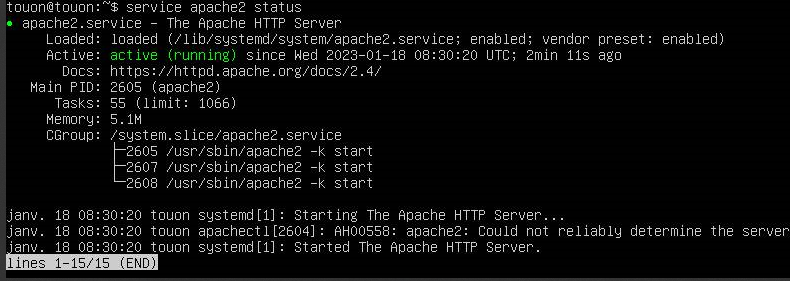 touon@touon:~$ service apache2 status
● apache2.service – The Apache HTTP Server
     Loaded: loaded (/lib/systemd/system/apache2.service; enabled; vendor preset: enabled)
     Active: active (running) since Wed 2023-01-18 08:30:20 UTC; 2min 11s ago
       Docs: https://httpd.apache.org/docs/2.4/
   Main PID: 2605 (apache2)
      Tasks: 55 (limit: 1066)
     Memory: 5.1M
     CGroup: /system.slice/apache2.service
             ├─2605 /usr/sbin/apache2 -k start
             ├─2607 /usr/sbin/apache2 -k start
             └─2608 /usr/sbin/apache2 -k start

janv. 18 08:30:20 touon systemd[1]: Starting The Apache HTTP Server...
janv. 18 08:30:20 touon apachectl[2604]: AH00558: apache2: Could not reliably determine the server
janv. 18 08:30:20 touon systemd[1]: Started The Apache HTTP Server.
lines 1-15/15 (END)